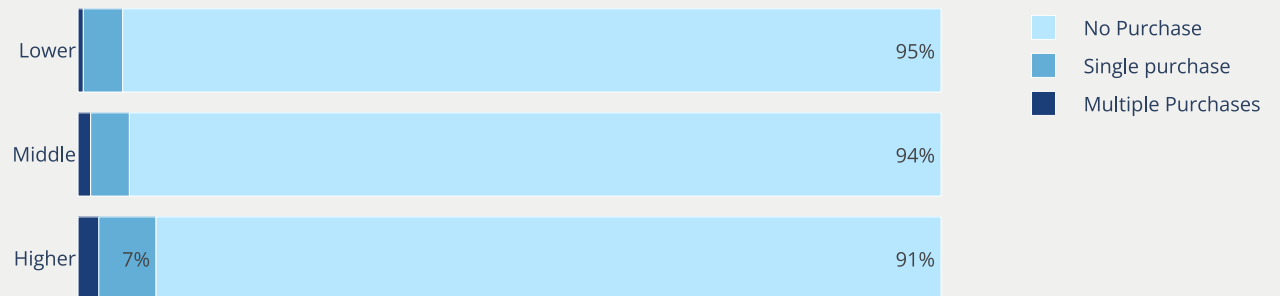 Lower 95%
Middle 94%
Higher 7% 91%
No Purchase
Single purchase
Multiple Purchases